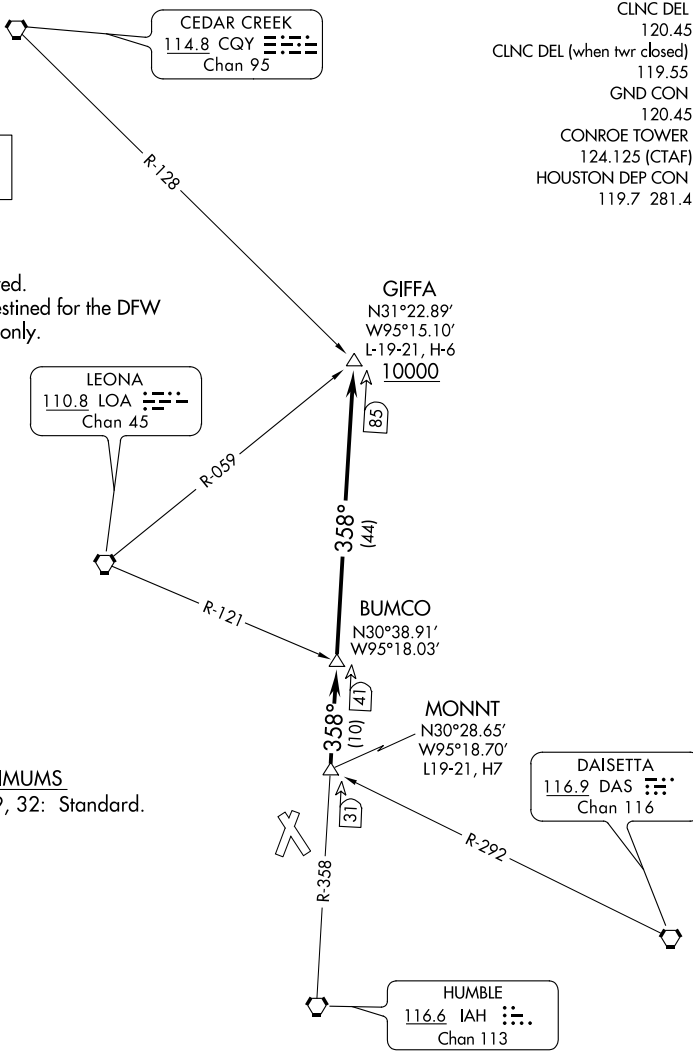 CEDAR CREEK
114.8 CQY
Chan 95
CLNC DEL
120.45
CLNC DEL (when twr closed)
119.55
GND CON
120.45
CONROE TOWER
124.125 (CTAF)
HOUSTON DEP CON
119.7 281.4
R-128
ed.
estined for the DFW
only.
GIFFA
N31°22.89'
W95°15.10'
L-19-21, H-6
10000
85
LEONA
110.8 LOA
Chan 45
R-059
358°
(44)
R-121
BUMCO
N30°38.91'
W95°18.03'
41
358°
(10)
MONNT
N30°28.65'
W95°18.70'
L19-21, H7
31
IMUMS
9, 32: Standard.
DAISETTA
116.9 DAS
Chan 116
R-292
R-358
HUMBLE
116.6 IAH
Chan 113